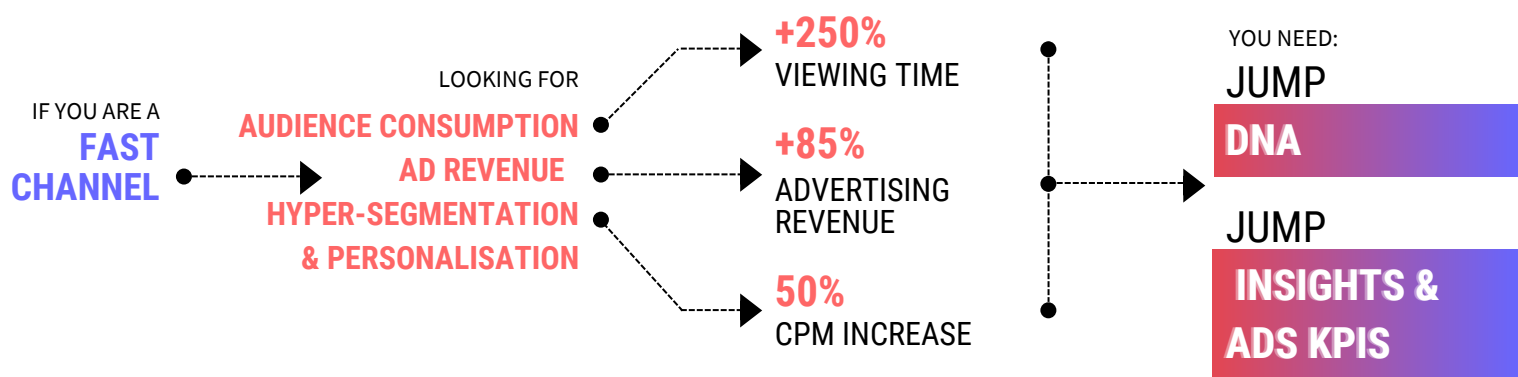 IF YOU ARE A
FAST
CHANNEL
LOOKING FOR
AUDIENCE CONSUMPTION
AD REVENUE
HYPER-SEGMENTATION
& PERSONALISATION
+250%
VIEWING TIME
+85%
ADVERTISING
REVENUE
50%
CPM INCREASE
YOU NEED:
JUMP
DNA
JUMP
INSIGHTS &
ADS KPIS